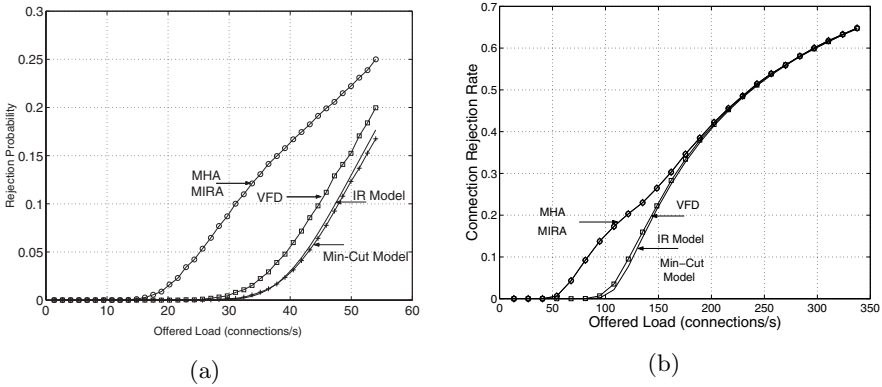 0.3
0.25
0.2
0.15
0.1
0.05
0
Rejection Probability
MHA
MIRA
VFD
IR Model
Min-Cut Model
0 10 20 30 40 50 60
Offered Load (connections/s)
(a)
0.7
0.6
0.5
0.4
0.3
0.2
0.1
0
Connection Rejection Rate
MHA
MIRA
VFD
IR Model
Min-Cut
Model
0 50 100 150 200 250 300 350
Offered Load (connections/s)
(b)